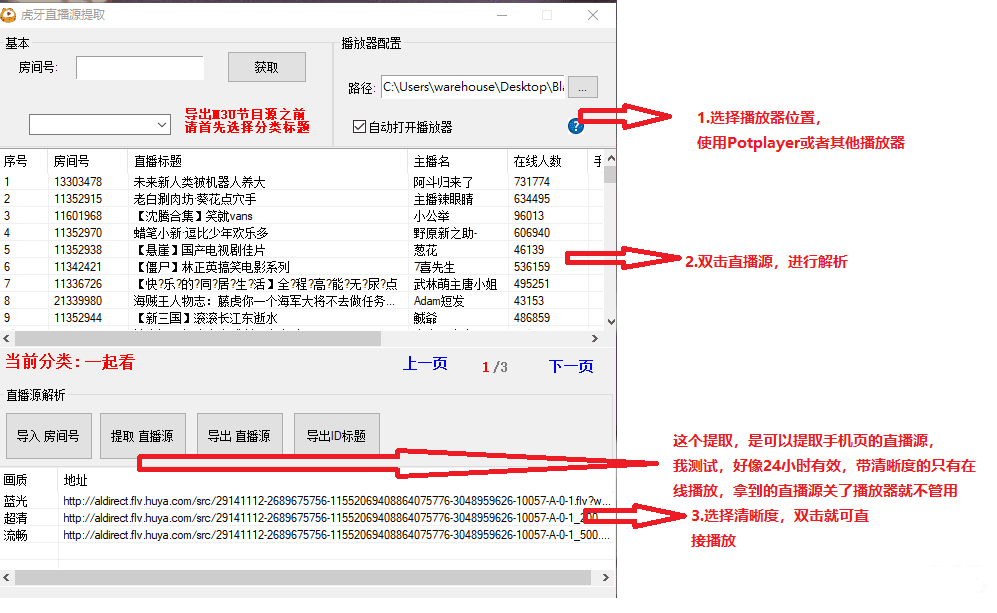 虎牙直播源提取
基本
播放器配置
房间号:
获取
路径:
C:\Users\warehouse\Desktop\Bl
...
导出M3U节目源之前
请首先选择分类标题
自动打开播放器
?
1.选择播放器位置，
使用Potplayer或者其他播放器
序号 房间号 直播标题 主播名 在线人数
1 13303478 未来新人类被机器人养大 阿斗归来了 731774
2 11352915 老白涮肉坊·葵花点穴手 主播辣眼睛 634495
3 11601968 【沈腾合集】笑就vans 小公举 96013
4 11352970 蜡笔小新·逗比少年欢乐多 野原新之助- 606940
5 11352938 【悬崖】国产电视剧佳片 葱花 46139
6 11342421 【僵尸】林正英搞笑电影系列 7喜先生 536159
7 11336726 【快?乐?的?同?居?生?活】全?程?高?能?无?尿?点 武林萌主唐小姐 495251
8 21339980 海贼王人物志：藤虎你一个海军大将不去做任务... Adam短发 43153
9 11352944 【新三国】滚滚长江东逝水 觚爺 486859
2.双击直播源，进行解析
当前分类:一起看
上一页
1/3
下一页
直播源解析
导入 房间号
提取 直播源
导出 直播源
导出ID标题
这个提取，是可以提取手机页的直播源，
我测试，好像24小时有效，带清晰度的只有在
线播放，拿到的直播源关了播放器就不管用
画质 地址
蓝光 http://aldirect.flv.huya.com/src/29141112-2689675756-11552069408864075776-3048959626-10057-A-0-1.flv?w...
超清 http://aldirect.flv.huya.com/src/29141112-2689675756-11552069408864075776-3048959626-10057-A-0-1_200
流畅 http://aldirect.flv.huya.com/src/29141112-2689675756-11552069408864075776-3048959626-10057-A-0-1_500....
3.选择清晰度，双击就可直
接播放